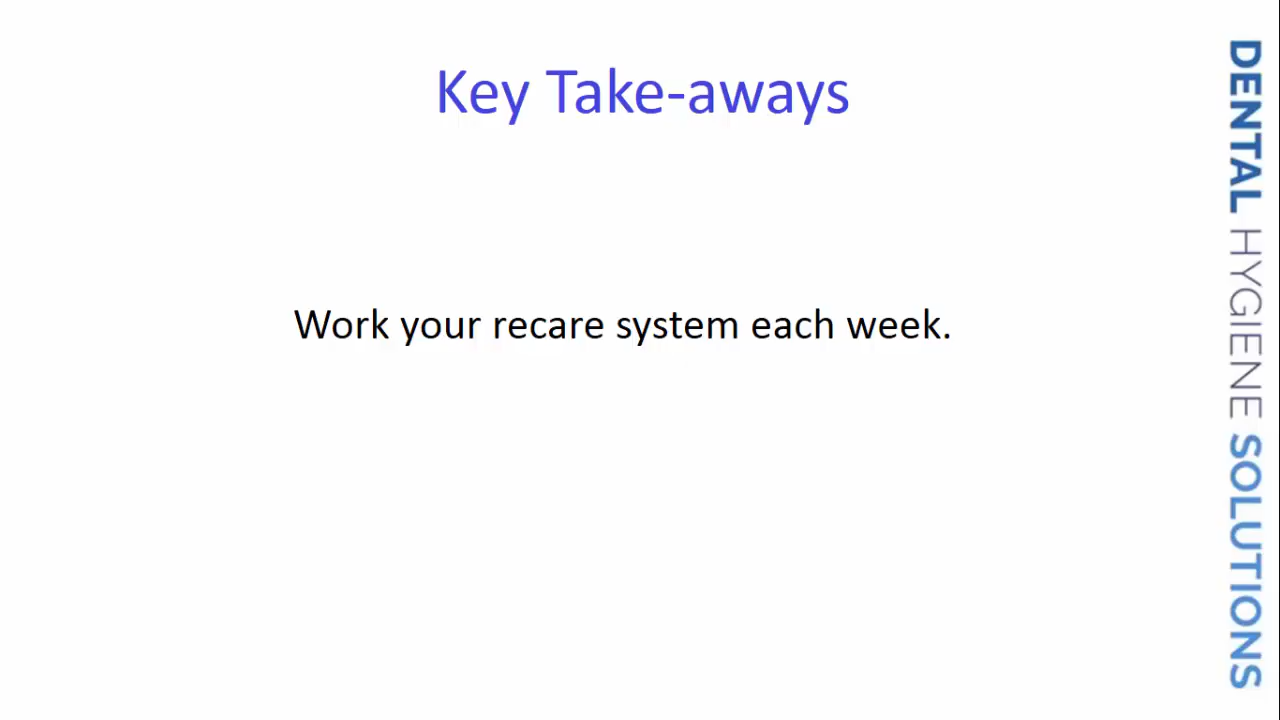 Key Take-aways
Work your recare system each week.
DENTAL HYGIENE SOLUTIONS